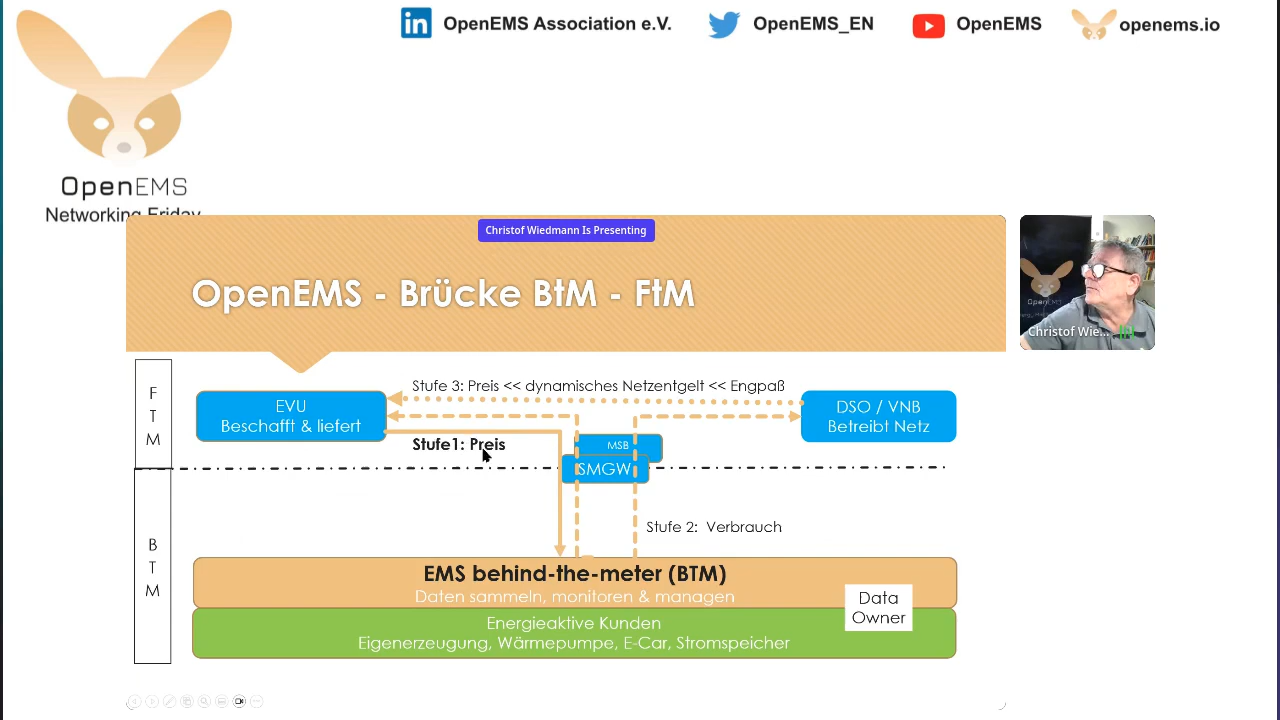 OpenEMS Association e.V.
OpenEMS_EN
OpenEMS
openems.io
OpenEMS
Networking Friday
Christof Wiedmann Is Presenting
OpenEMS - Brücke BtM - FtM
Christof Wie...
F
T
M
EVU
Beschafft & liefert
Stufe 3: Preis << dynamisches Netzentgelt << Engpaß
DSO / VNB
Betreibt Netz
Stufe1: Preis
MSB
SMGW
Stufe 2: Verbrauch
B
T
M
EMS behind-the-meter (BTM)
Daten sammeln, monitoren & managen
Data
Owner
Energieaktive Kunden
Eigenerzeugung, Wärmepumpe, E-Car, Stromspeicher